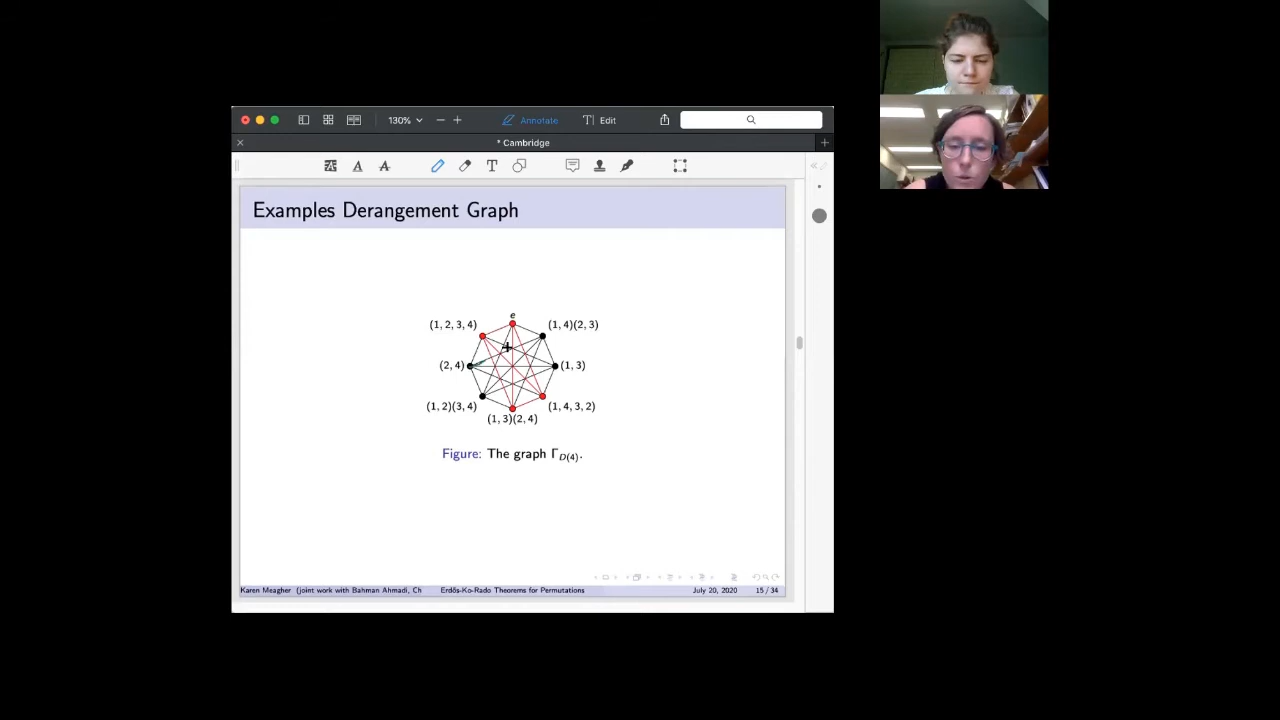 130%
Annotate
Edit
* Cambridge
Examples Derangement Graph
e
(1, 2, 3, 4)
(1, 4)(2, 3)
(2, 4)
(1, 3)
(1, 2)(3, 4)
(1, 4, 3, 2)
(1, 3)(2, 4)
Figure: The graph Γ_D(4).
Karen Meagher (joint work with Bahman Ahmadi, Ch
Erdős-Ko-Rado Theorems for Permutations
July 20, 2020
15 / 34